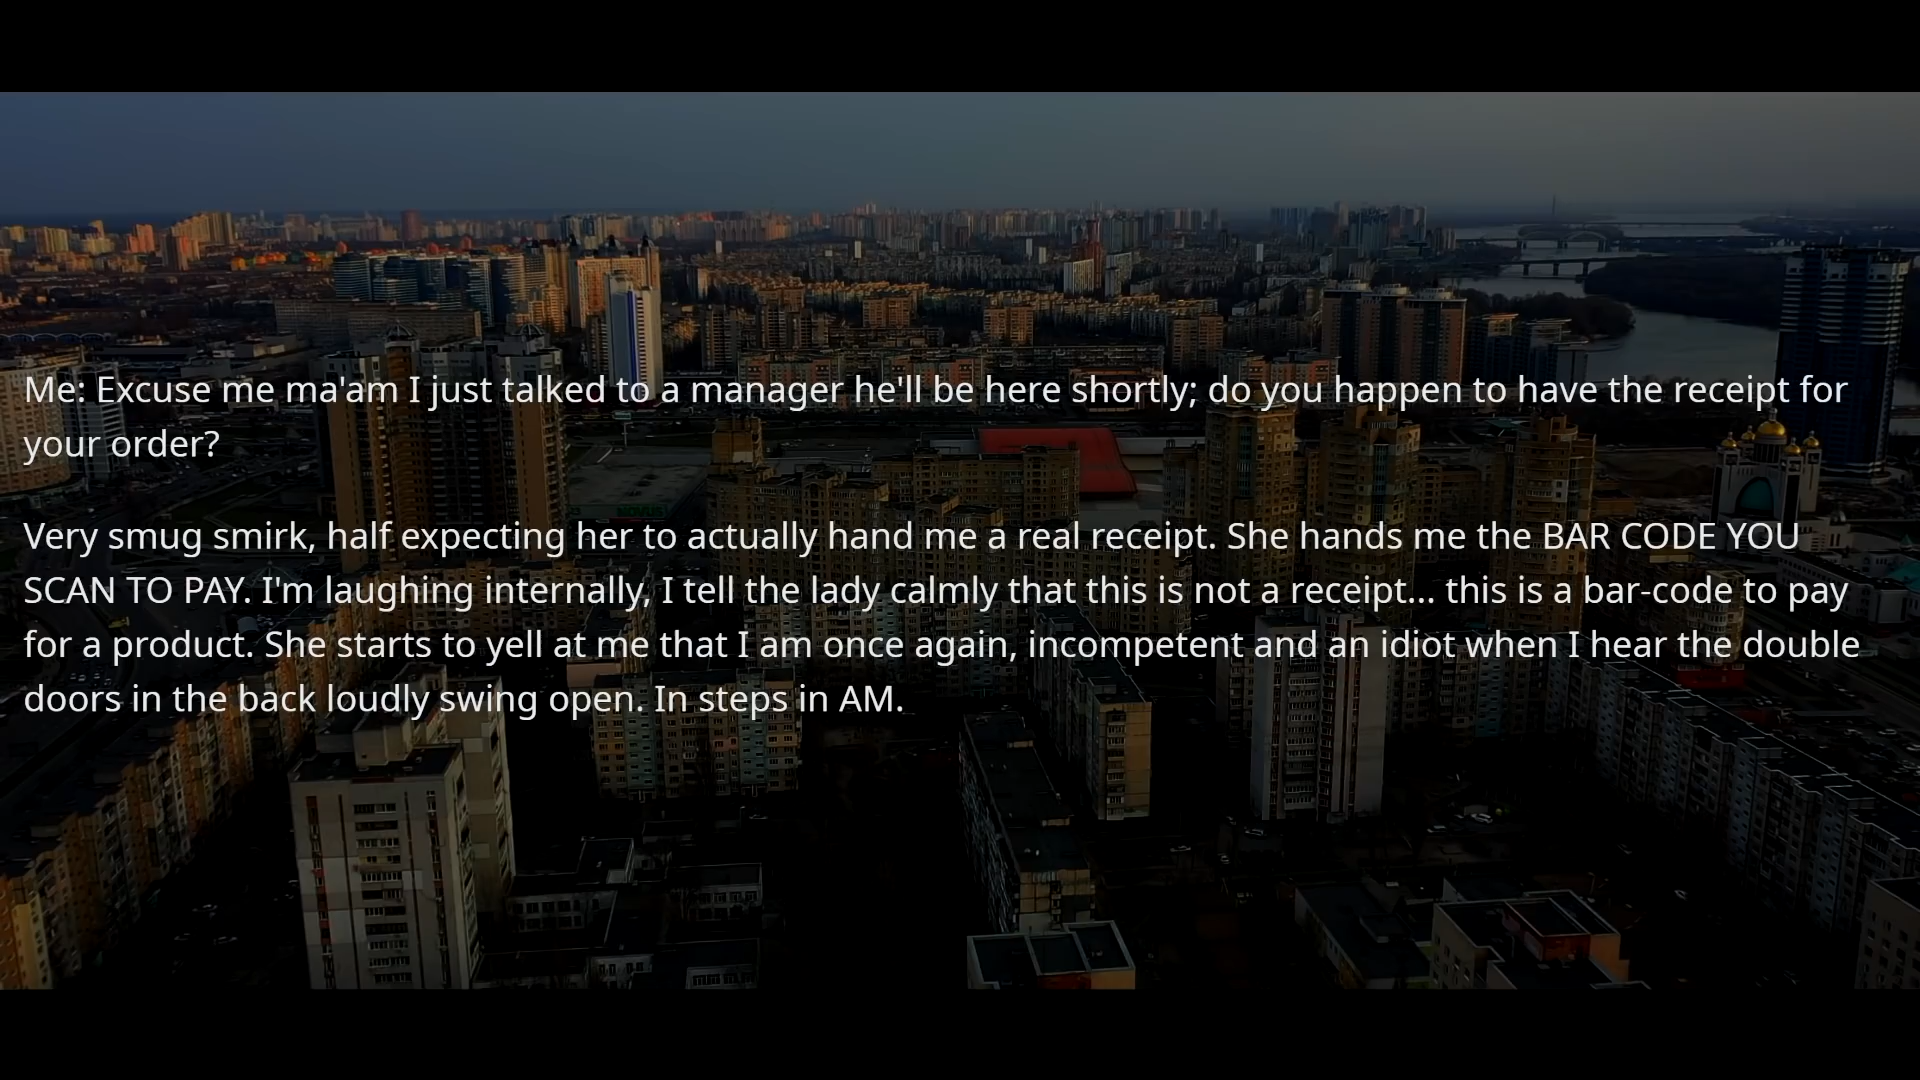 Me: Excuse me ma'am I just talked to a manager he'll be here shortly; do you happen to have the receipt for
your order?
Very smug smirk, half expecting her to actually hand me a real receipt. She hands me the BAR CODE YOU
SCAN TO PAY. I'm laughing internally, I tell the lady calmly that this is not a receipt... this is a bar-code to pay
for a product. She starts to yell at me that I am once again, incompetent and an idiot when I hear the double
doors in the back loudly swing open. In steps in AM.
NOVUS